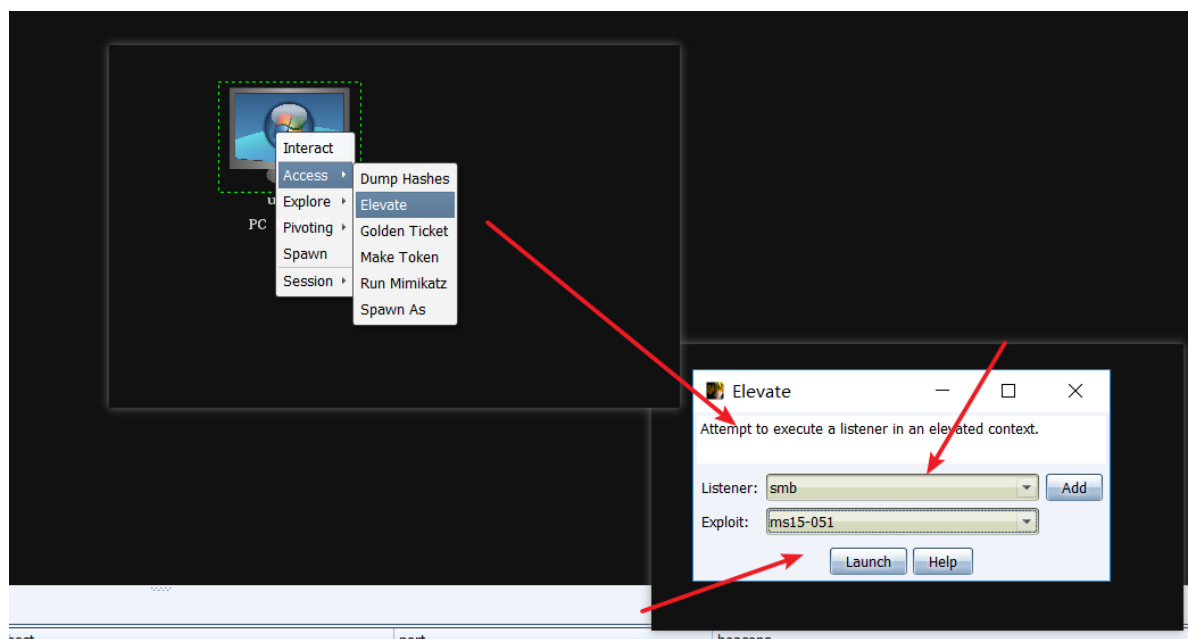 Interact
Access
Explore
Pivoting
Spawn
Session
Dump Hashes
Elevate
Golden Ticket
Make Token
Run Mimikatz
Spawn As
PC
Elevate
Attempt to execute a listener in an elevated context.
Listener: smb Add
Exploit: ms15-051
Launch Help